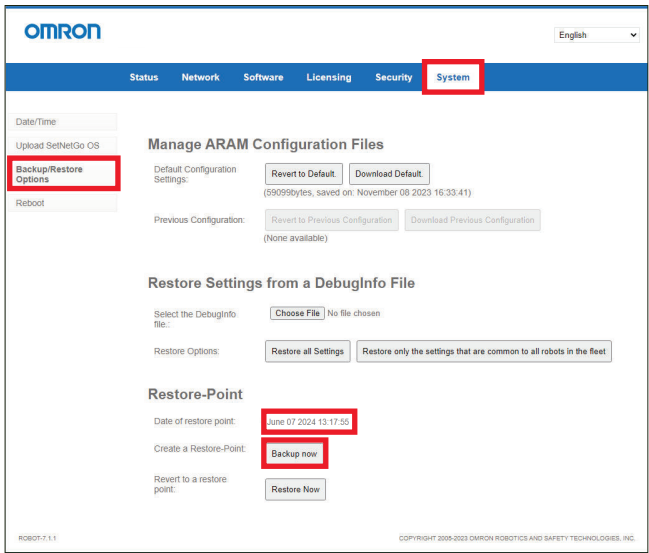 OMRON
English
Status Network Software Licensing Security System
Date/Time
Upload SetNetGo OS
Backup/Restore
Options
Reboot
Manage ARAM Configuration Files
Default Configuration
Settings:
Revert to Default. Download Default.
(59099bytes, saved on: November 08 2023 16:33:41)
Previous Configuration:
Revert to Previous Configuration Download Previous Configuration
(None available)
Restore Settings from a DebugInfo File
Select the DebugInfo
file.:
Choose File No file chosen
Restore Options:
Restore all Settings Restore only the settings that are common to all robots in the fleet
Restore-Point
Date of restore point:
June 07 2024 13:17:55
Create a Restore-Point:
Backup now
Revert to a restore
point:
Restore Now
ROBOT-7.1.1
COPYRIGHT 2008-2023 OMRON ROBOTICS AND SAFETY TECHNOLOGIES, INC.